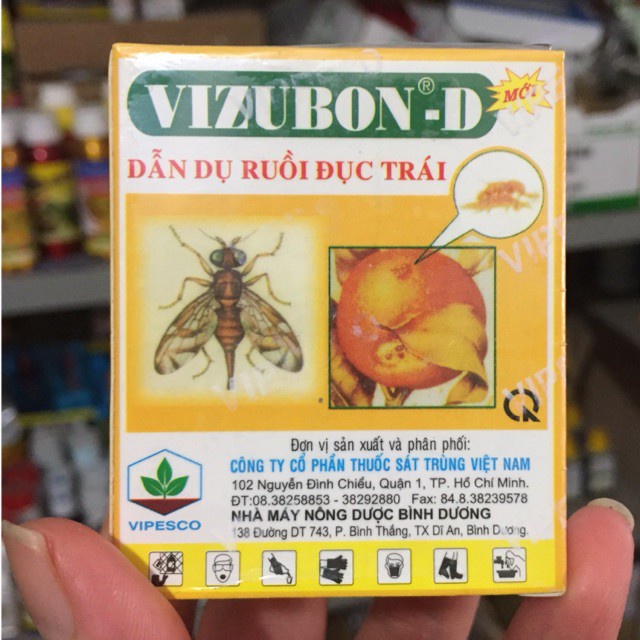 VIZUBON®-D
MỚI
DẪN DỤ RUỒI ĐỤC TRÁI
Đơn vị sản xuất và phân phối:
CÔNG TY CỔ PHẦN THUỐC SÁT TRÙNG VIỆT NAM
102 Nguyễn Đình Chiểu, Quận 1, TP. Hồ Chí Minh.
ĐT:08.38258853 - 38292880 Fax: 84.8.38239578
NHÀ MÁY NÔNG DƯỢC BÌNH DƯƠNG
138 Đường DT 743, P. Bình Thắng, TX Dĩ An, Bình Dương.
VIPESCO